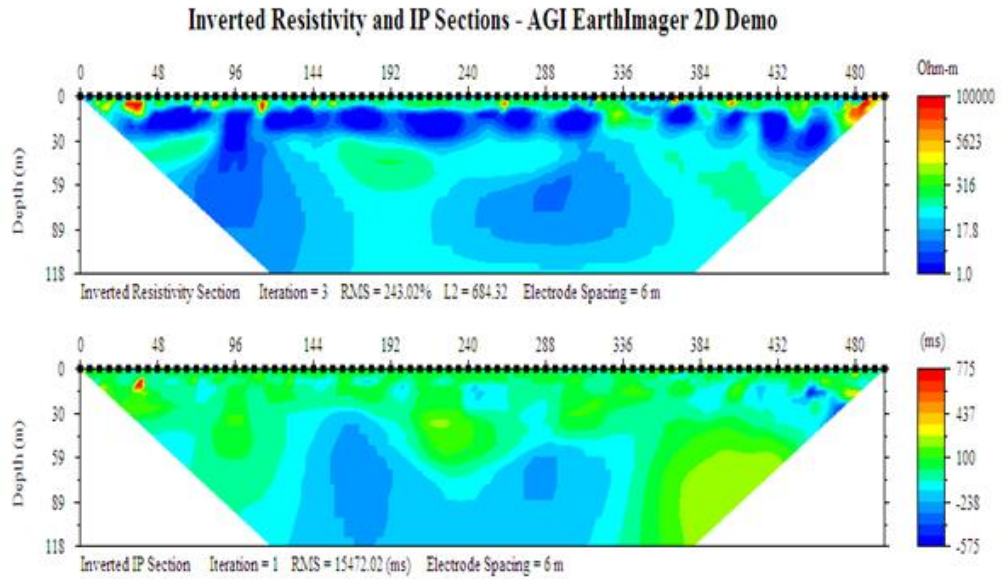 Inverted Resistivity and IP Sections - AGI EarthImager 2D Demo
0 48 96 144 192 240 288 336 384 432 480 Ohm-m
0 100000
30 5623
59 316
89 17.8
118 1.0
Depth (m)
Inverted Resistivity Section Iteration = 3 RMS = 243.02% L2 = 684.32 Electrode Spacing = 6 m
0 48 96 144 192 240 288 336 384 432 480 (ms)
0 775
30 437
59 100
89 -238
118 -575
Depth (m)
Inverted IP Section Iteration = 1 RMS = 15472.02 (ms) Electrode Spacing = 6 m